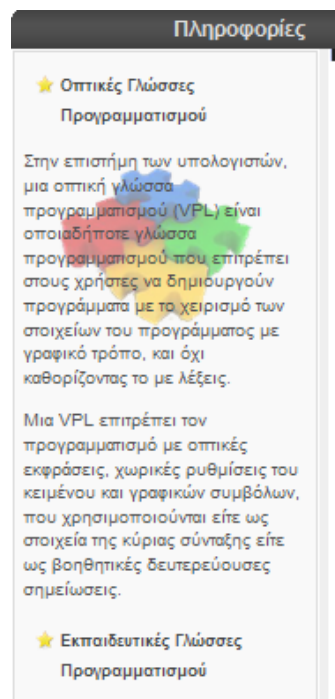 Πληροφορίες
Οπτικές Γλώσσες
Προγραμματισμού
Στην επιστήμη των υπολογιστών,
μια οπτική γλώσσα
προγραμματισμού (VPL) είναι
οποιαδήποτε γλώσσα
προγραμματισμού που επιτρέπει
στους χρήστες να δημιουργούν
προγράμματα με το χειρισμό των
στοιχείων του προγράμματος με
γραφικό τρόπο, και όχι
καθορίζοντας το με λέξεις.
Μια VPL επιτρέπει τον
προγραμματισμό με οπτικές
εκφράσεις, χωρικές ρυθμίσεις του
κειμένου και γραφικών συμβόλων,
που χρησιμοποιούνται είτε ως
στοιχεία της κύριας σύνταξης είτε
ως βοηθητικές δευτερεύουσες
σημείωσεις.
Εκπαιδευτικές Γλώσσες
Προγραμματισμού